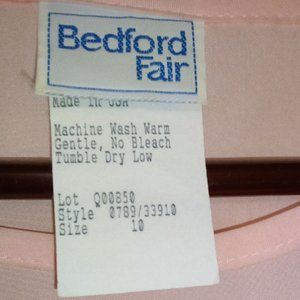 Bedford
Fair
Made in USA
Machine Wash Warm
Gentle, No Bleach
Tumble Dry Low
Lot Q00850
Style 0789/33910
Size 10